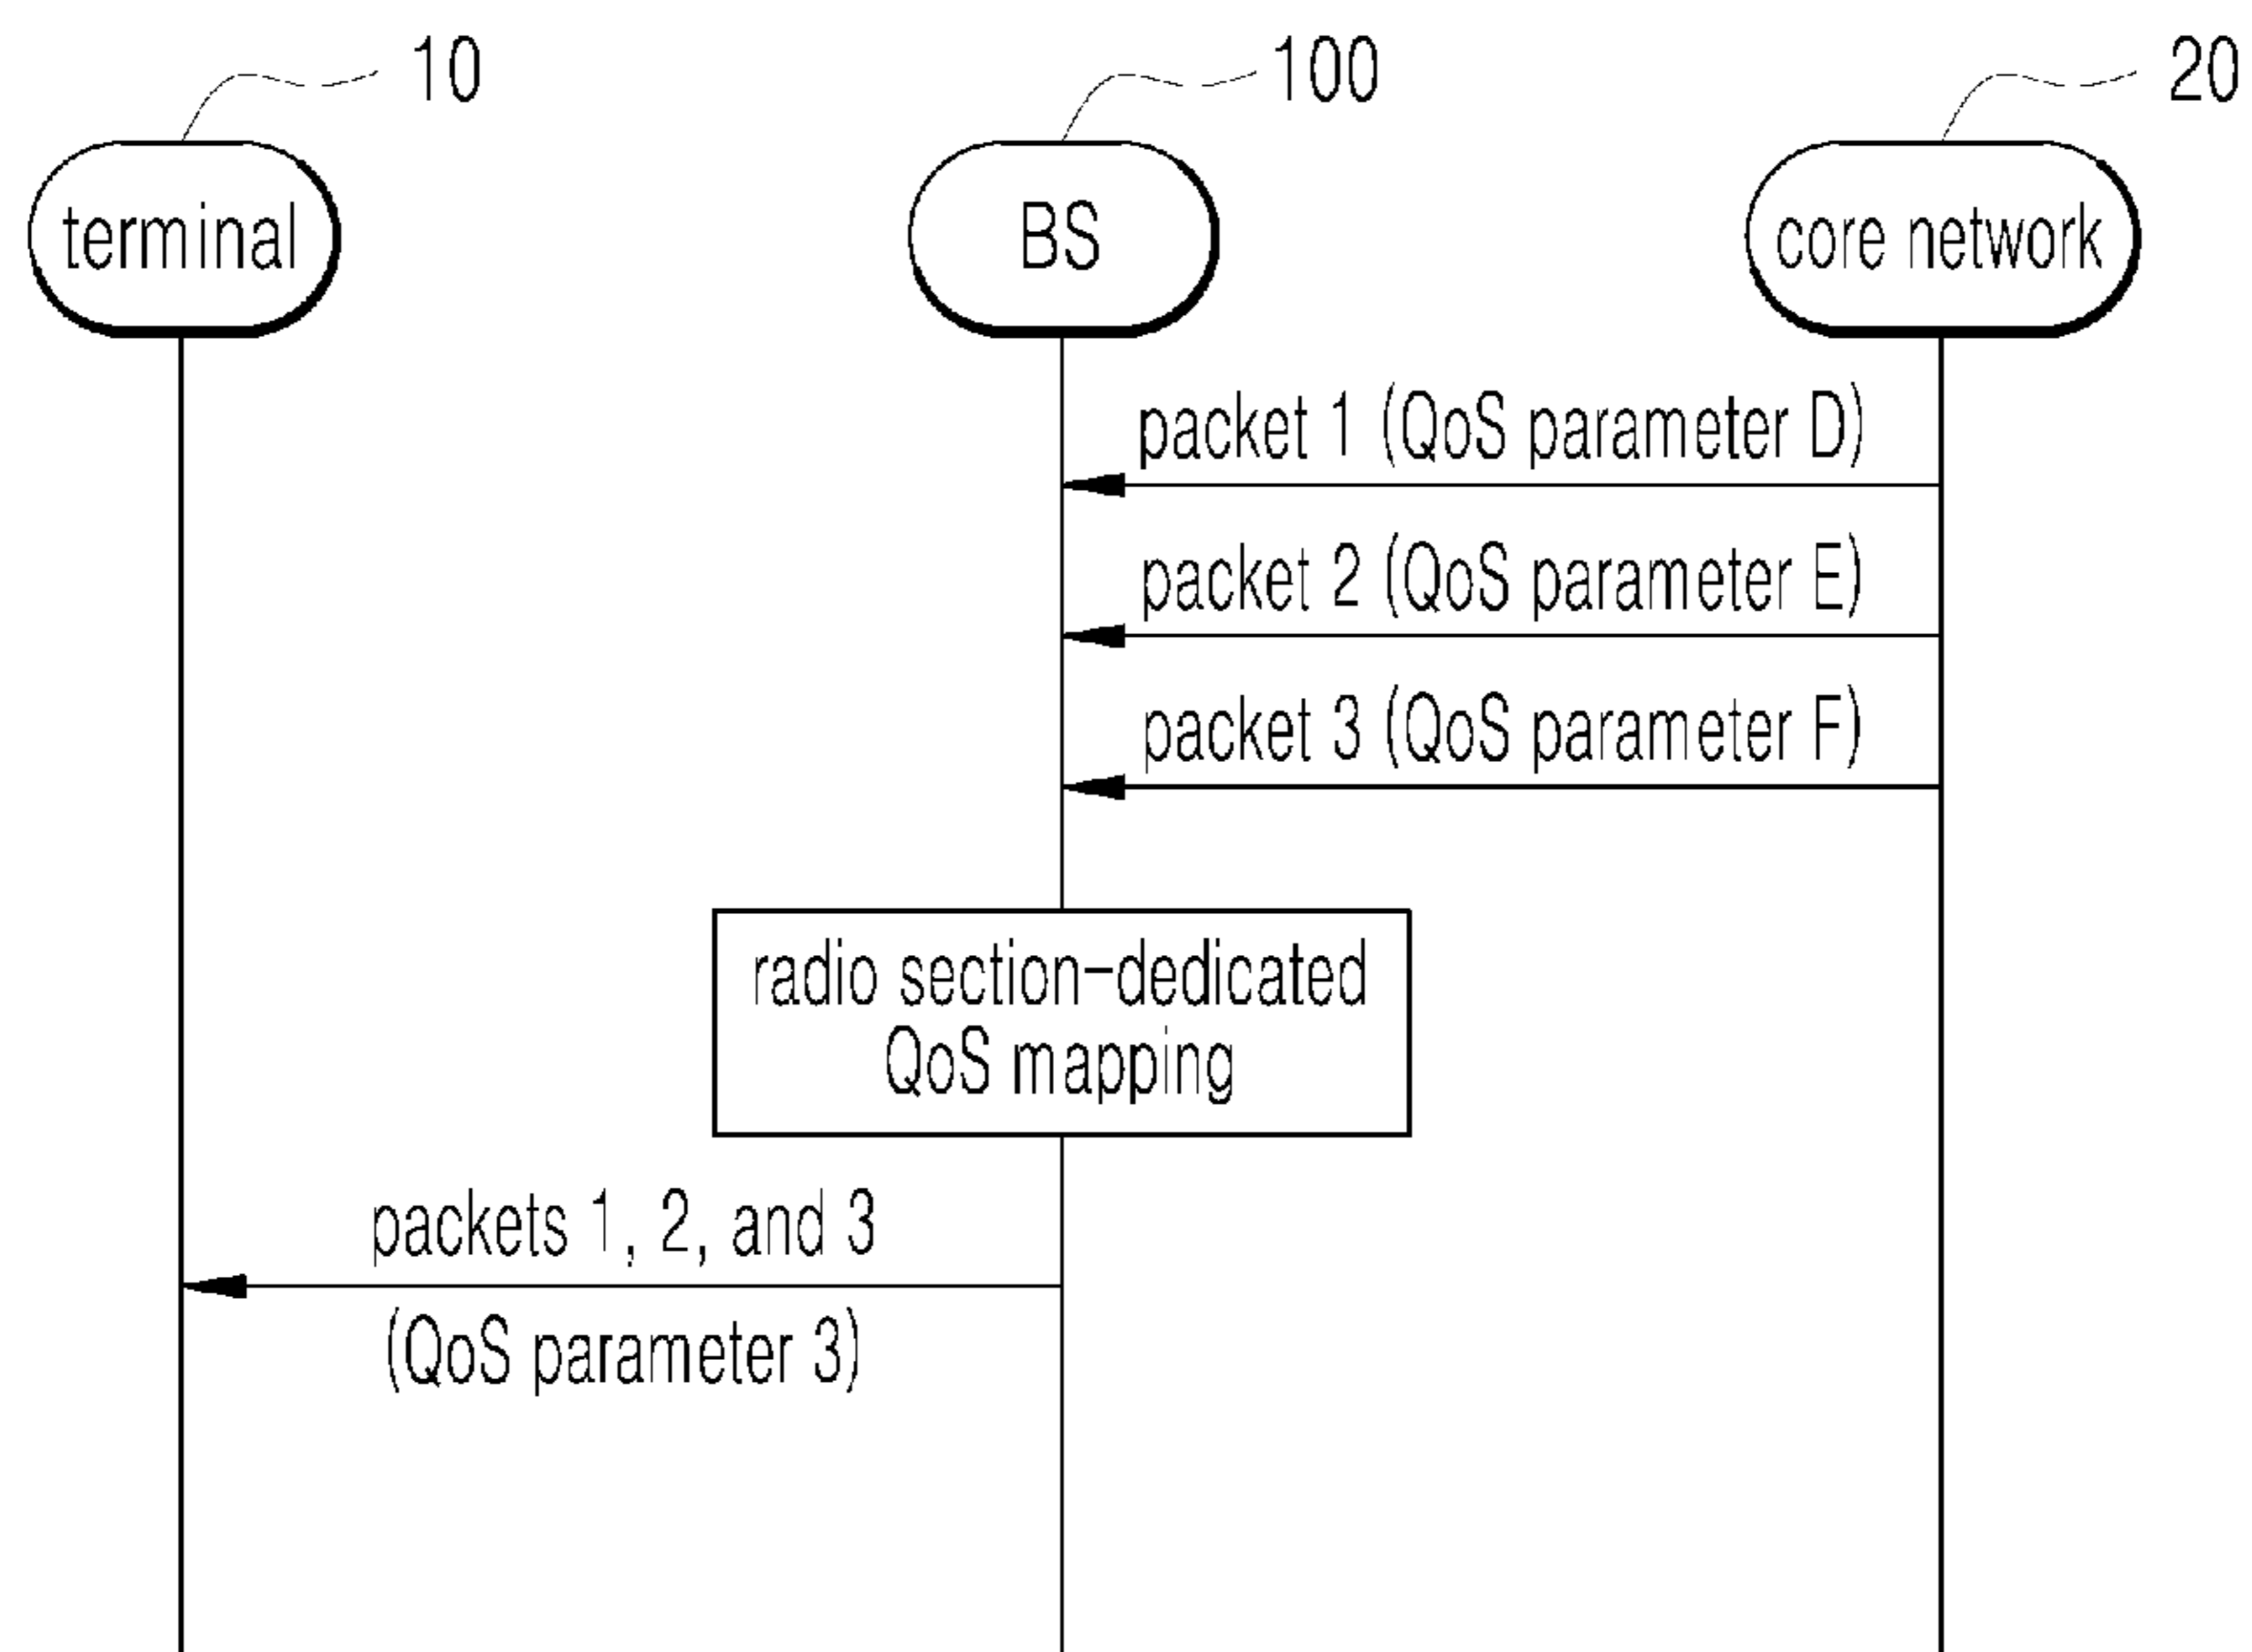 10
100
20
terminal
BS
core network
packet 1 (QoS parameter D)
packet 2 (QoS parameter E)
packet 3 (QoS parameter F)
radio section-dedicated
QoS mapping
packets 1, 2, and 3
(QoS parameter 3)